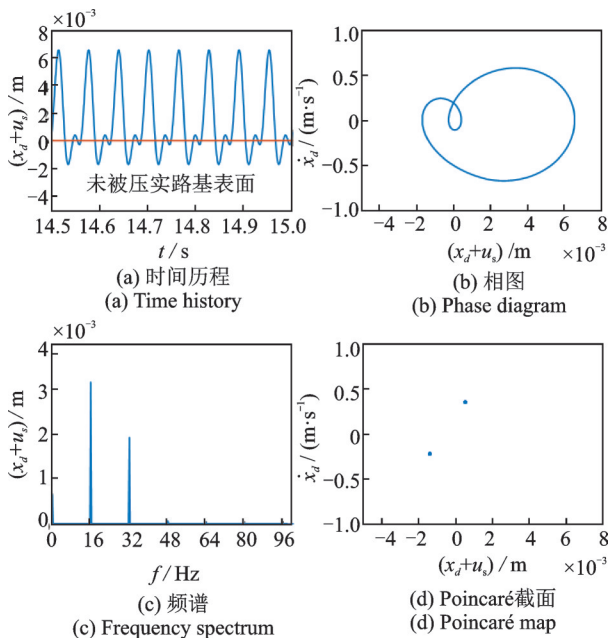 ×10⁻³
8
6
4
2
0
−2
−4
(x_d+u_s) / m
未被压实路基表面
14.5 14.6 14.7 14.8 14.9 15.0
t / s
(a) 时间历程
(a) Time history
1.0
0.5
0
−0.5
−1.0
ẋ_d / (m·s⁻¹)
−4 −2 0 2 4 6 8
(x_d+u_s) /m ×10⁻³
(b) 相图
(b) Phase diagram
×10⁻³
4
3
2
1
0
(x_d+u_s) / m
0 16 32 48 64 80 96
f / Hz
(c) 频谱
(c) Frequency spectrum
1.0
0.5
0
−0.5
−1.0
ẋ_d / (m·s⁻¹)
−4 −2 0 2 4 6 8
(x_d+u_s) / m ×10⁻³
(d) Poincaré截面
(d) Poincaré map